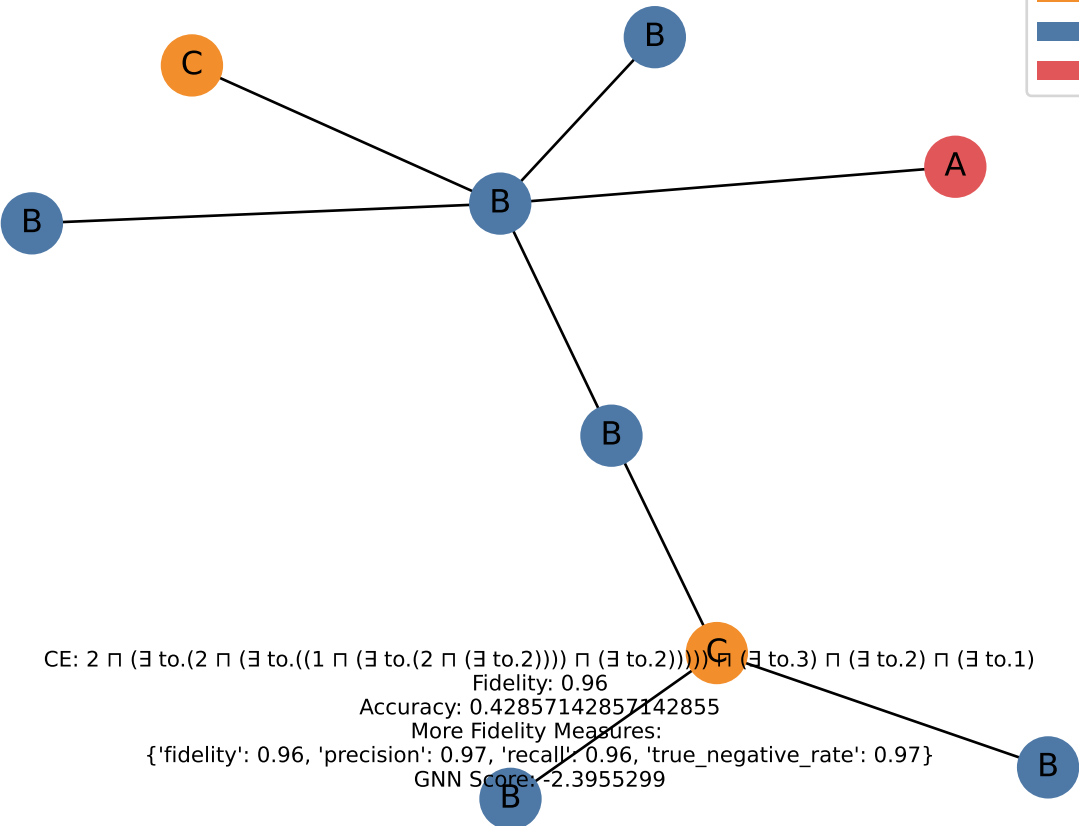 B
C
A
B
B
B
C
CE: 2 ⊓ (∃ to.(2 ⊓ (∃ to.((1 ⊓ (∃ to.(2 ⊓ (∃ to.2)))) ⊓ (∃ to.2))))) ⊓ (∃ to.3) ⊓ (∃ to.2) ⊓ (∃ to.1)
Fidelity: 0.96
Accuracy: 0.42857142857142855
More Fidelity Measures:
{'fidelity': 0.96, 'precision': 0.97, 'recall': 0.96, 'true_negative_rate': 0.97}
B
GNN Score: -2.3955299
B